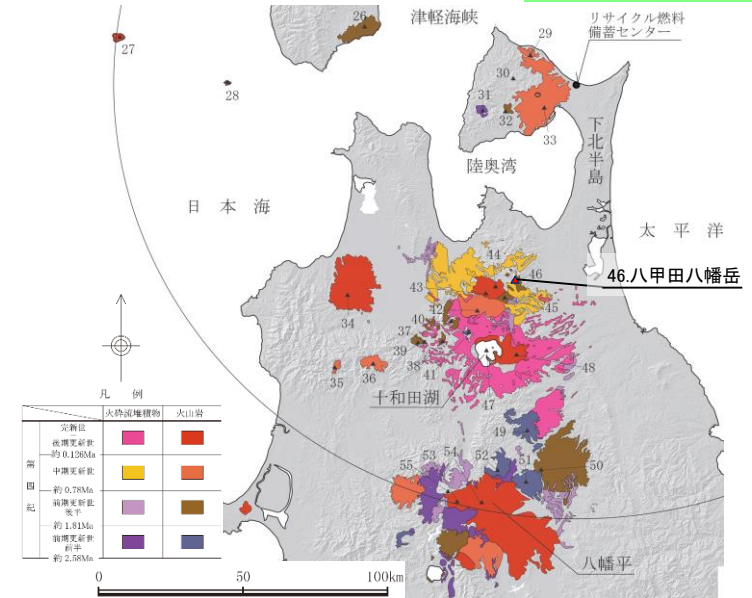 津軽海峡
リサイクル燃料
備蓄センター
26
27
28
29
30
31
32
33
陸奥湾
下北半島
日本海
太平洋
44
43
46
46.八甲田八幡岳
45
42
40
37
39
38
41
34
35
36
48
47
十和田湖
49
50
51
52
53
54
55
八幡平
凡例
火砕流堆積物 火山岩
第四紀
完新世
~
後期更新世
約0.126Ma
中期更新世
約0.78Ma
前期更新世
後半
約1.81Ma
前期更新世
前半
約2.58Ma
0 50 100km